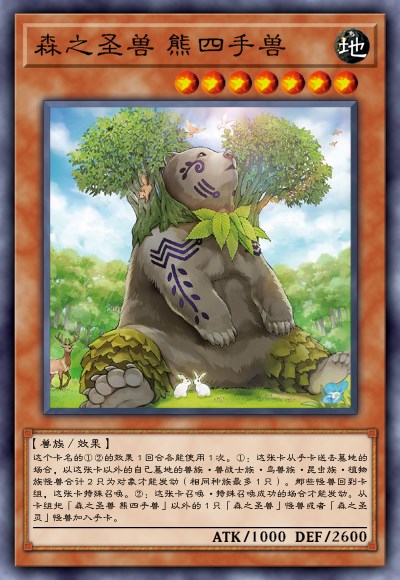 森之圣兽 熊四手兽
地
【兽族／效果】
这个卡名的①②的效果1回合各能使用1次。①：这张卡从手卡送去墓地的
场合，以这张卡以外的自己墓地的兽族·兽战士族·鸟兽族·昆虫族·植物
族怪兽合计2只为对象才能发动（相同种族最多1只）。那些怪兽回到卡
组，这张卡特殊召唤。②：这张卡召唤·特殊召唤成功的场合才能发动。从
卡组把「森之圣兽 熊四手兽」以外的1只「森之圣兽」怪兽或者「森之圣
灵」怪兽加入手卡。
ATK/1000 DEF/2600